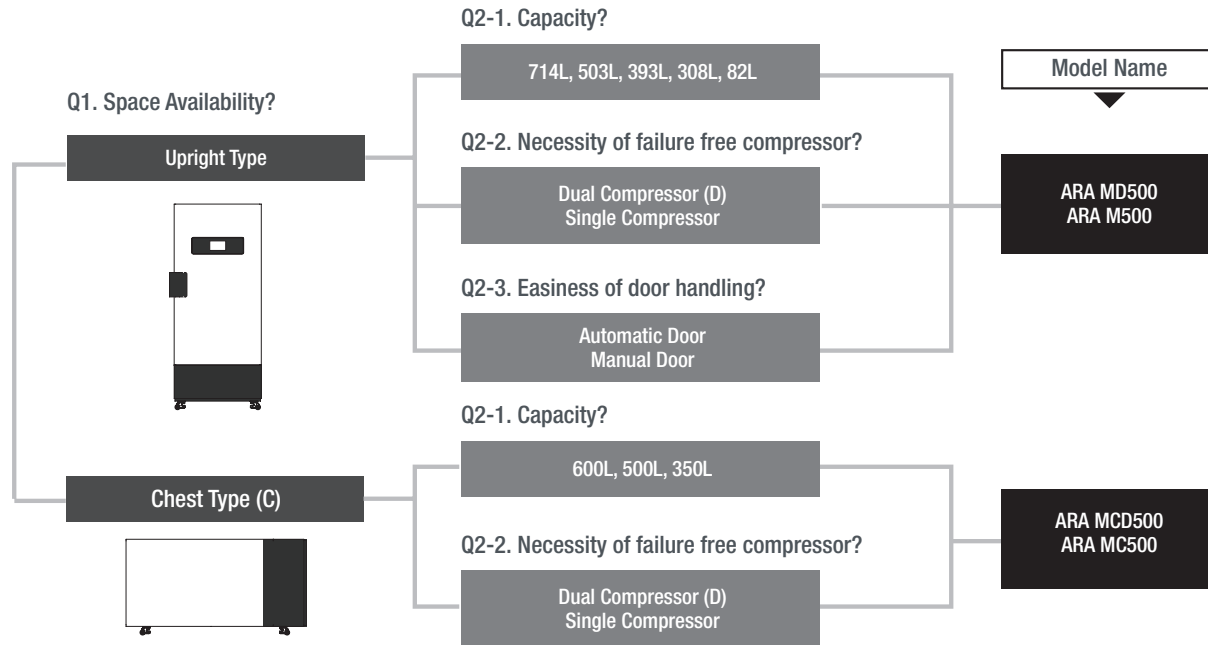 Q1. Space Availability?
Upright Type
Q2-1. Capacity?
714L, 503L, 393L, 308L, 82L
Q2-2. Necessity of failure free compressor?
Dual Compressor (D)
Single Compressor
Q2-3. Easiness of door handling?
Automatic Door
Manual Door
Model Name
ARA MD500
ARA M500
Chest Type (C)
Q2-1. Capacity?
600L, 500L, 350L
Q2-2. Necessity of failure free compressor?
Dual Compressor (D)
Single Compressor
ARA MCD500
ARA MC500